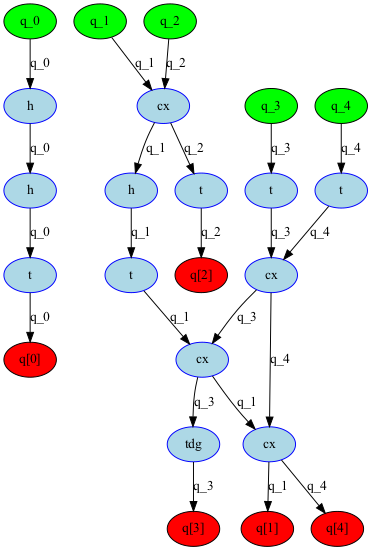 q_0 q_1 q_2
q_0 q_1 q_2
h cx q_3 q_4
q_0 q_1 q_2 q_3 q_4
h h t t t
q_0 q_1 q_2 q_3 q_4
t t q[2] cx
q_0 q_1 q_3
q[0] cx q_4
q_3 q_1
tdg cx
q_3 q_1 q_4
q[3] q[1] q[4]